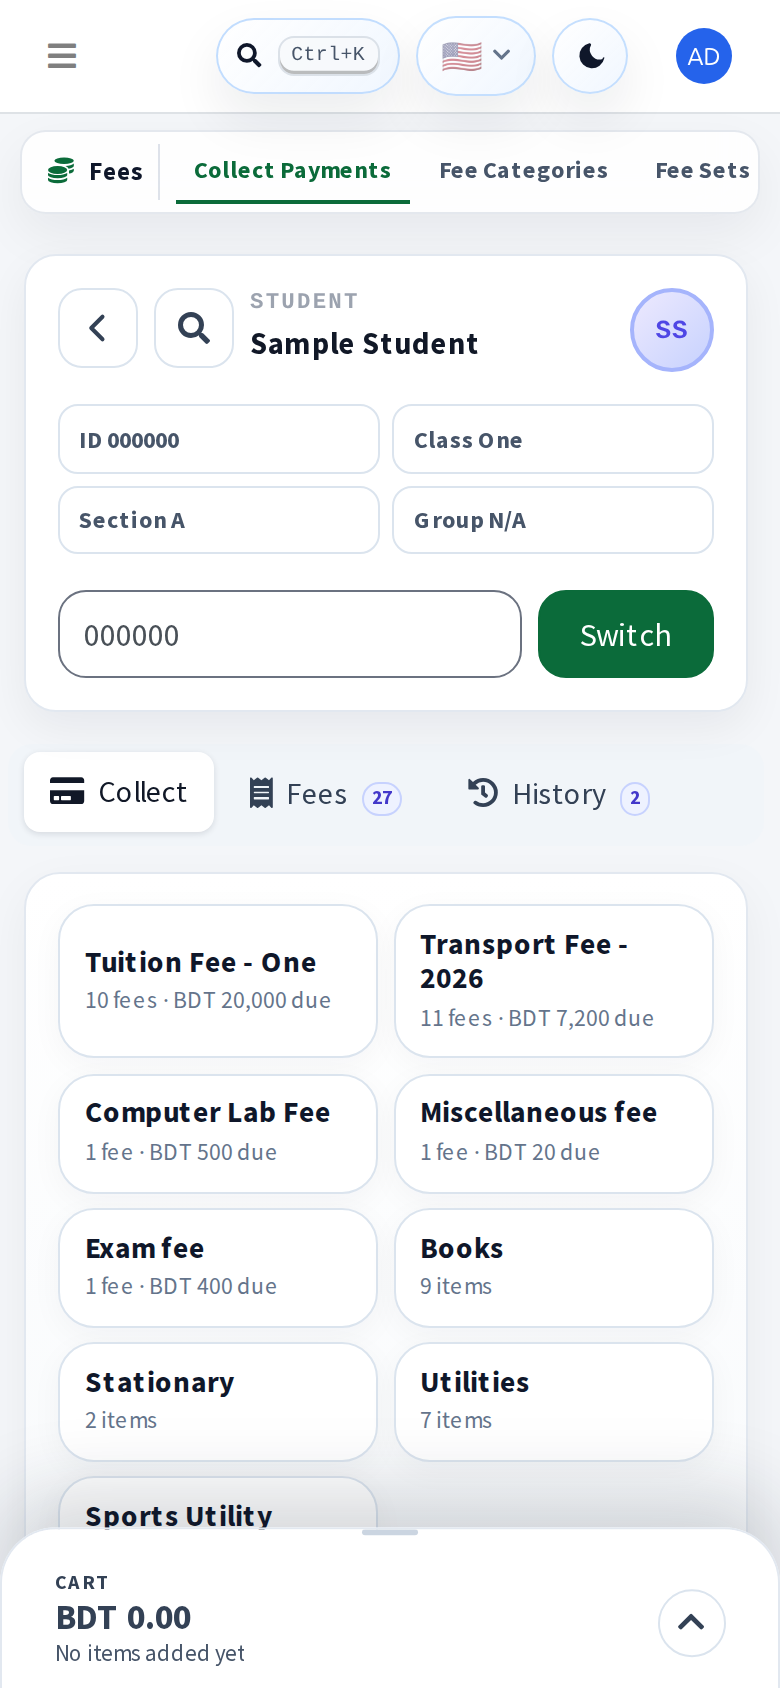 Ctrl+K
AD
Fees
Collect Payments
Fee Categories
Fee Sets
STUDENT
Sample Student
SS
ID 000000
Class One
Section A
Group N/A
000000
Switch
Collect
Fees 27
History 2
Tuition Fee - One
10 fees · BDT 20,000 due
Transport Fee -
2026
11 fees · BDT 7,200 due
Computer Lab Fee
1 fee · BDT 500 due
Miscellaneous fee
1 fee · BDT 20 due
Exam fee
1 fee · BDT 400 due
Books
9 items
Stationary
2 items
Utilities
7 items
Sports Utility
CART
BDT 0.00
No items added yet